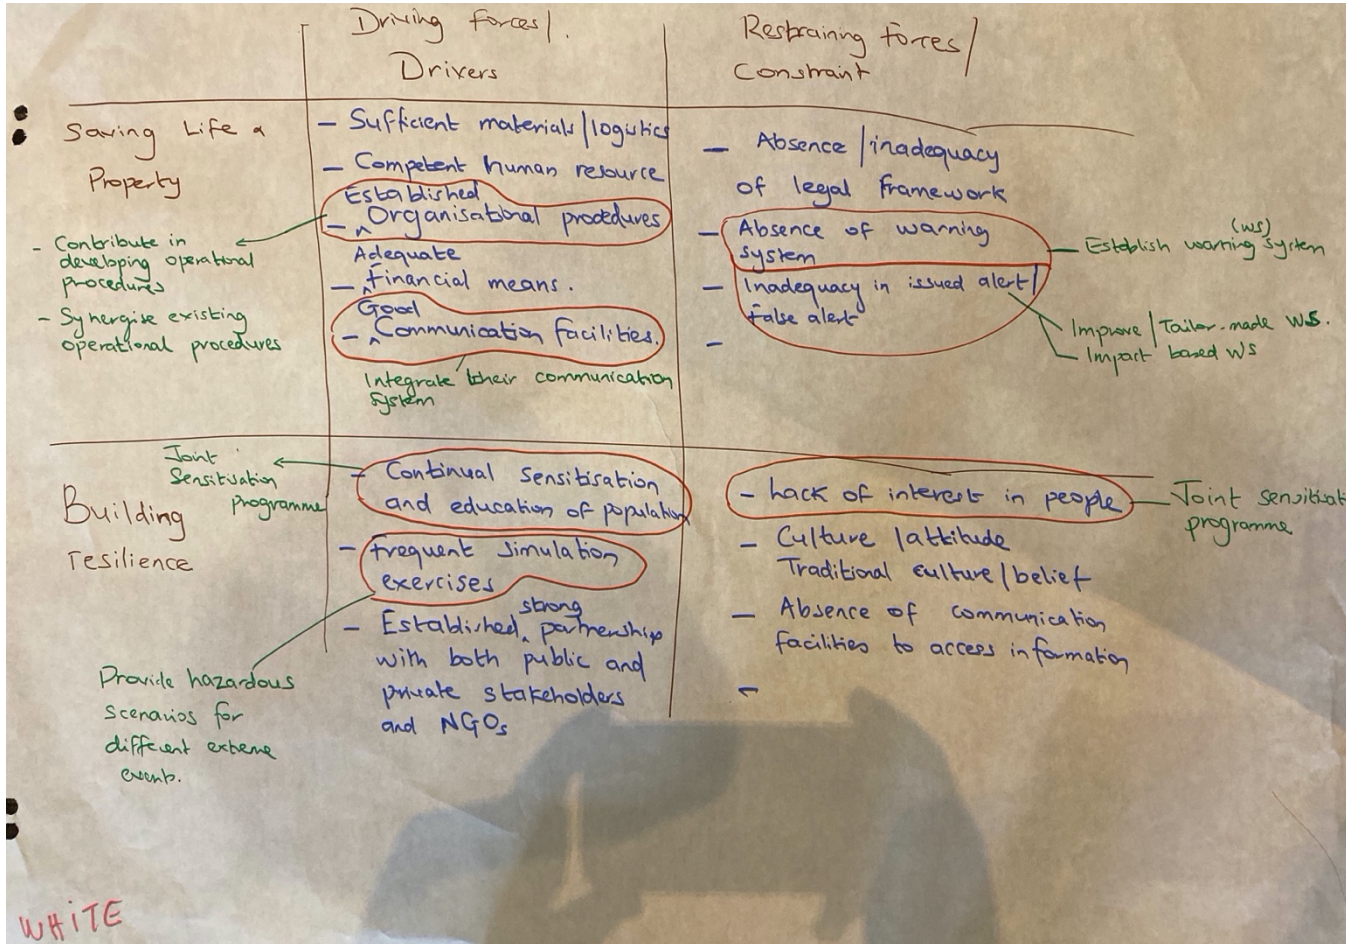 Driving forces/.
Drivers
Restraining forces/
Constraint
Saving Life &
Property
- Contribute in
developing operational
procedures
- Synergise existing
operational procedures
- Sufficient materials/logistics
- Competent human resource
Established
- ^ Organisational procedures
Adequate
- ^ Financial means.
Good
- ^ Communication facilities.
Integrate their communication
system
- Absence/inadequacy
of legal framework
- Absence of warning
system
- Inadequacy in issued alert/
false alert
-
(WS)
Establish warning system
Improve/Tailor-made WS.
Impact based WS
Building
resilience
Joint
Sensitisation
programme
Provide hazardous
scenarios for
different extreme
events.
- Continual sensitisation
and education of population
- Frequent simulation
exercises
strong
- Established ^ partnership
with both public and
private stakeholders
and NGOs
- Lack of interest in people
- Culture/attitude
Traditional culture/belief
- Absence of communication
facilities to access information
-
Joint sensitisat
programme
WHiTE